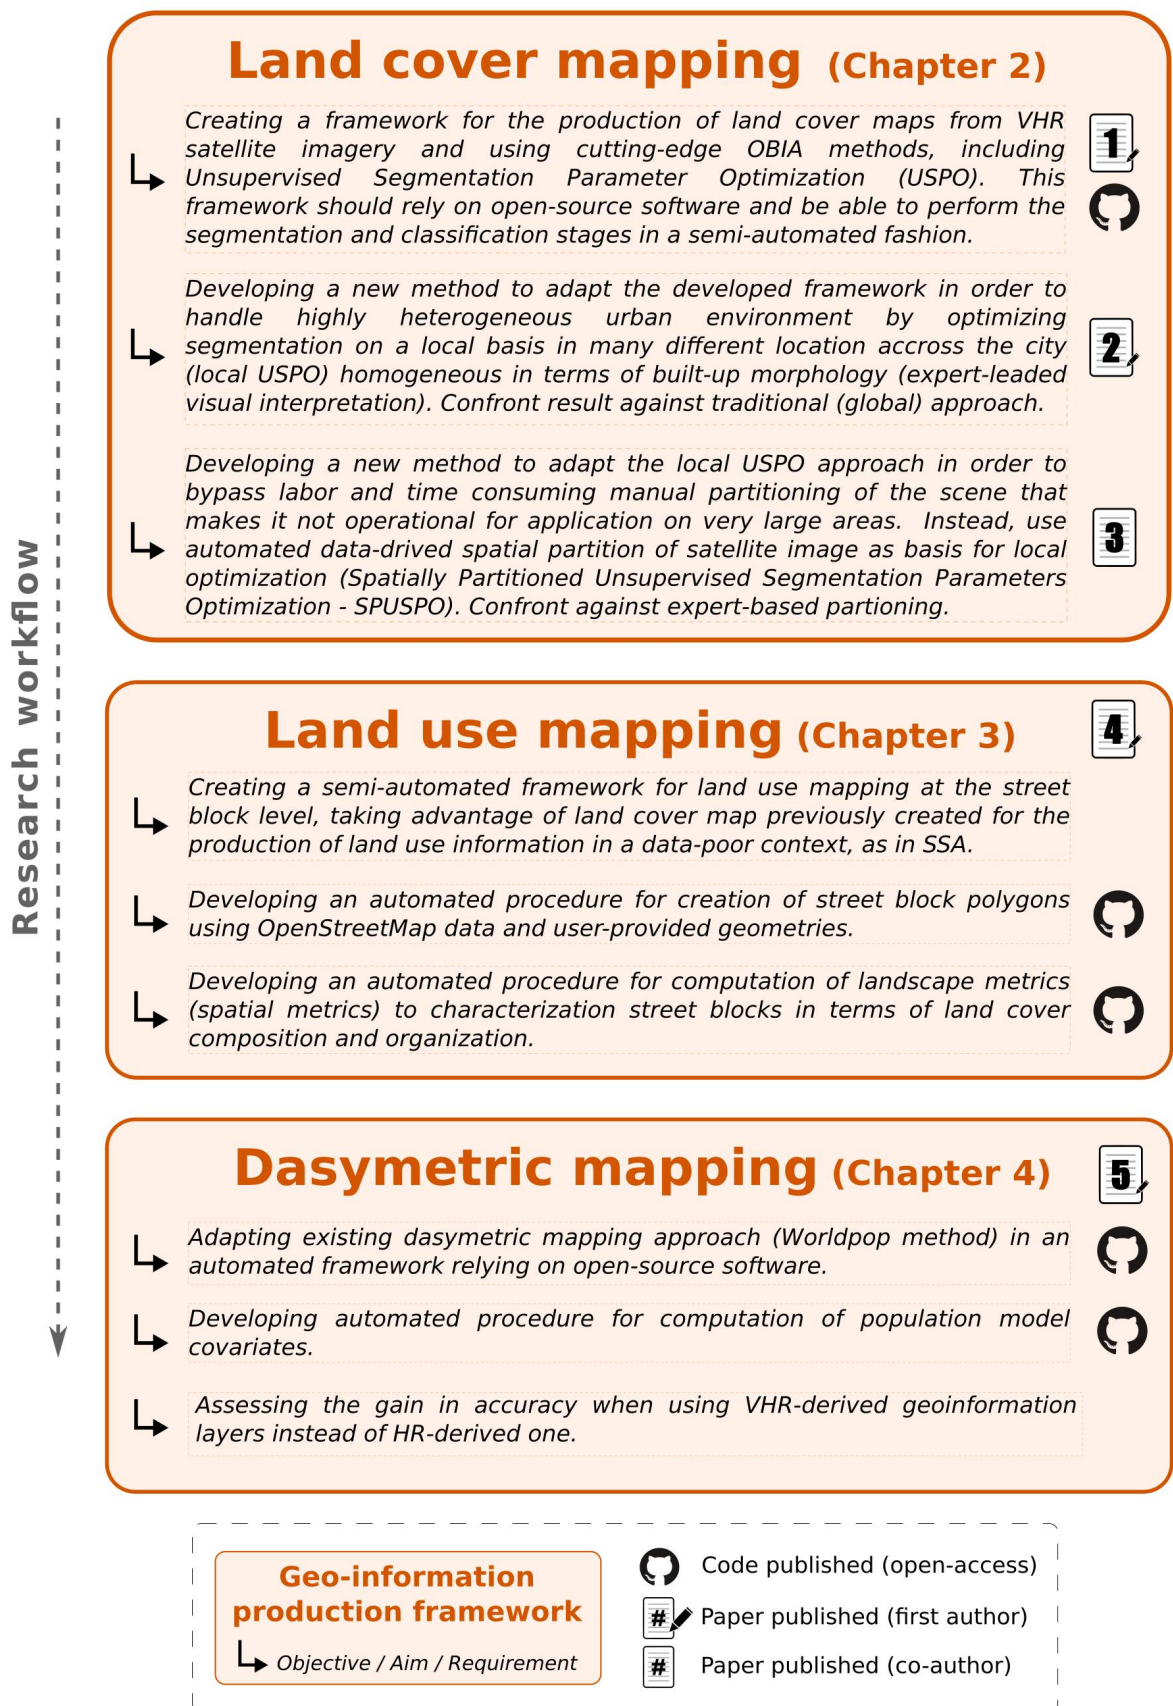 Land cover mapping (Chapter 2)
Creating a framework for the production of land cover maps from VHR
satellite imagery and using cutting-edge OBIA methods, including
Unsupervised Segmentation Parameter Optimization (USPO). This
framework should rely on open-source software and be able to perform the
segmentation and classification stages in a semi-automated fashion.
1
Developing a new method to adapt the developed framework in order to
handle highly heterogeneous urban environment by optimizing
segmentation on a local basis in many different location accross the city
(local USPO) homogeneous in terms of built-up morphology (expert-leaded
visual interpretation). Confront result against traditional (global) approach.
2
Developing a new method to adapt the local USPO approach in order to
bypass labor and time consuming manual partitioning of the scene that
makes it not operational for application on very large areas. Instead, use
automated data-drived spatial partition of satellite image as basis for local
optimization (Spatially Partitioned Unsupervised Segmentation Parameters
Optimization - SPUSPO). Confront against expert-based partioning.
3
Research workflow
Land use mapping (Chapter 3)
4
Creating a semi-automated framework for land use mapping at the street
block level, taking advantage of land cover map previously created for the
production of land use information in a data-poor context, as in SSA.
Developing an automated procedure for creation of street block polygons
using OpenStreetMap data and user-provided geometries.
Developing an automated procedure for computation of landscape metrics
(spatial metrics) to characterization street blocks in terms of land cover
composition and organization.
Dasymetric mapping (Chapter 4)
5
Adapting existing dasymetric mapping approach (Worldpop method) in an
automated framework relying on open-source software.
Developing automated procedure for computation of population model
covariates.
Assessing the gain in accuracy when using VHR-derived geoinformation
layers instead of HR-derived one.
Geo-information
production framework
Objective / Aim / Requirement
Code published (open-access)
# Paper published (first author)
# Paper published (co-author)